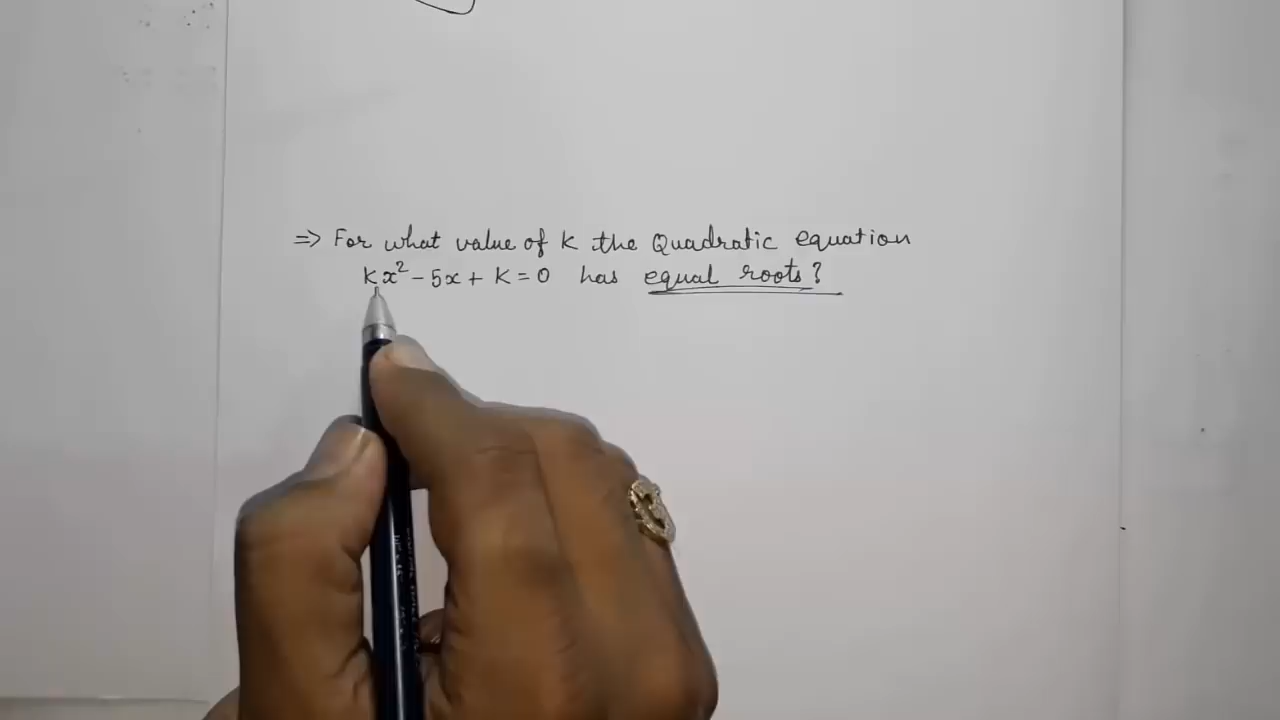 ⇒ For what value of k the Quadratic equation
kx² - 5x + k = 0 has equal roots?